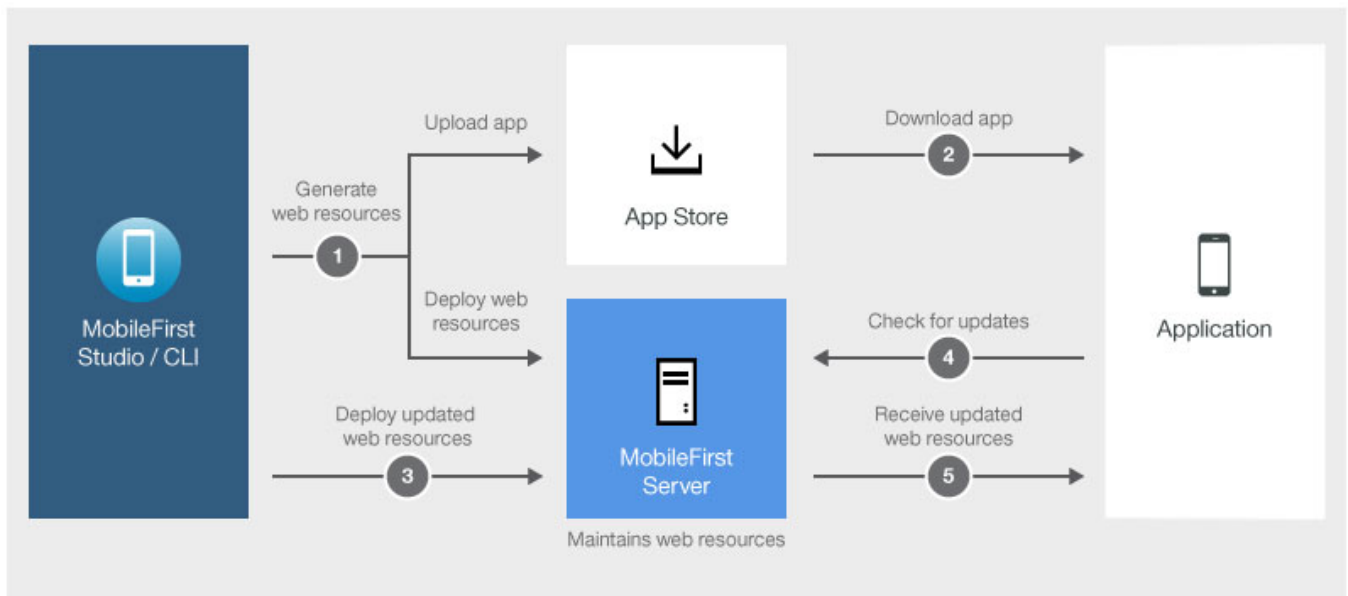 Upload app
Generate
web resources
1
Deploy web
resources
MobileFirst
Studio / CLI
Deploy updated
web resources
3
App Store
MobileFirst
Server
Maintains web resources
Download app
2
Check for updates
4
Receive updated
web resources
5
Application